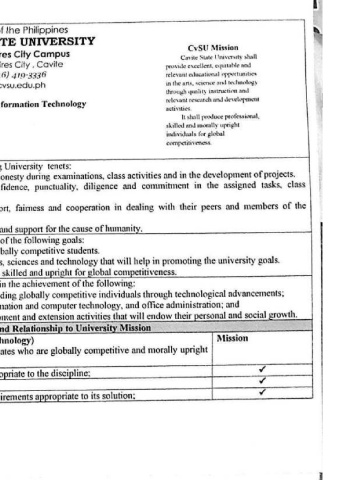 of the Philippines
TE UNIVERSITY
res City Campus
res City , Cavite
6) 419-3336
cvsu.edu.ph
formation Technology
CvSU Mission
Cavite State University shall
provide excellent, equitable and
relevant educational opportunities
in the arts, science and technology
through quality instruction and
relevant research and development
activities.
It shall produce professional,
skilled and morally upright
individuals for global
competitiveness.
University tenets:
onesty during examinations, class activities and in the development of projects.
fidence, punctuality, diligence and commitment in the assigned tasks, class
ort, fairness and cooperation in dealing with their peers and members of the
and support for the cause of humanity.
of the following goals:
bally competitive students.
s, sciences and technology that will help in promoting the university goals.
skilled and upright for global competitiveness.
in the achievement of the following:
ding globally competitive individuals through technological advancements;
mation and computer technology, and office administration; and
ment and extension activities that will endow their personal and social growth.
nd Relationship to University Mission
hnology)
Mission
ates who are globally competitive and morally upright
opriate to the discipline; ✓
✓
irements appropriate to its solution; ✓